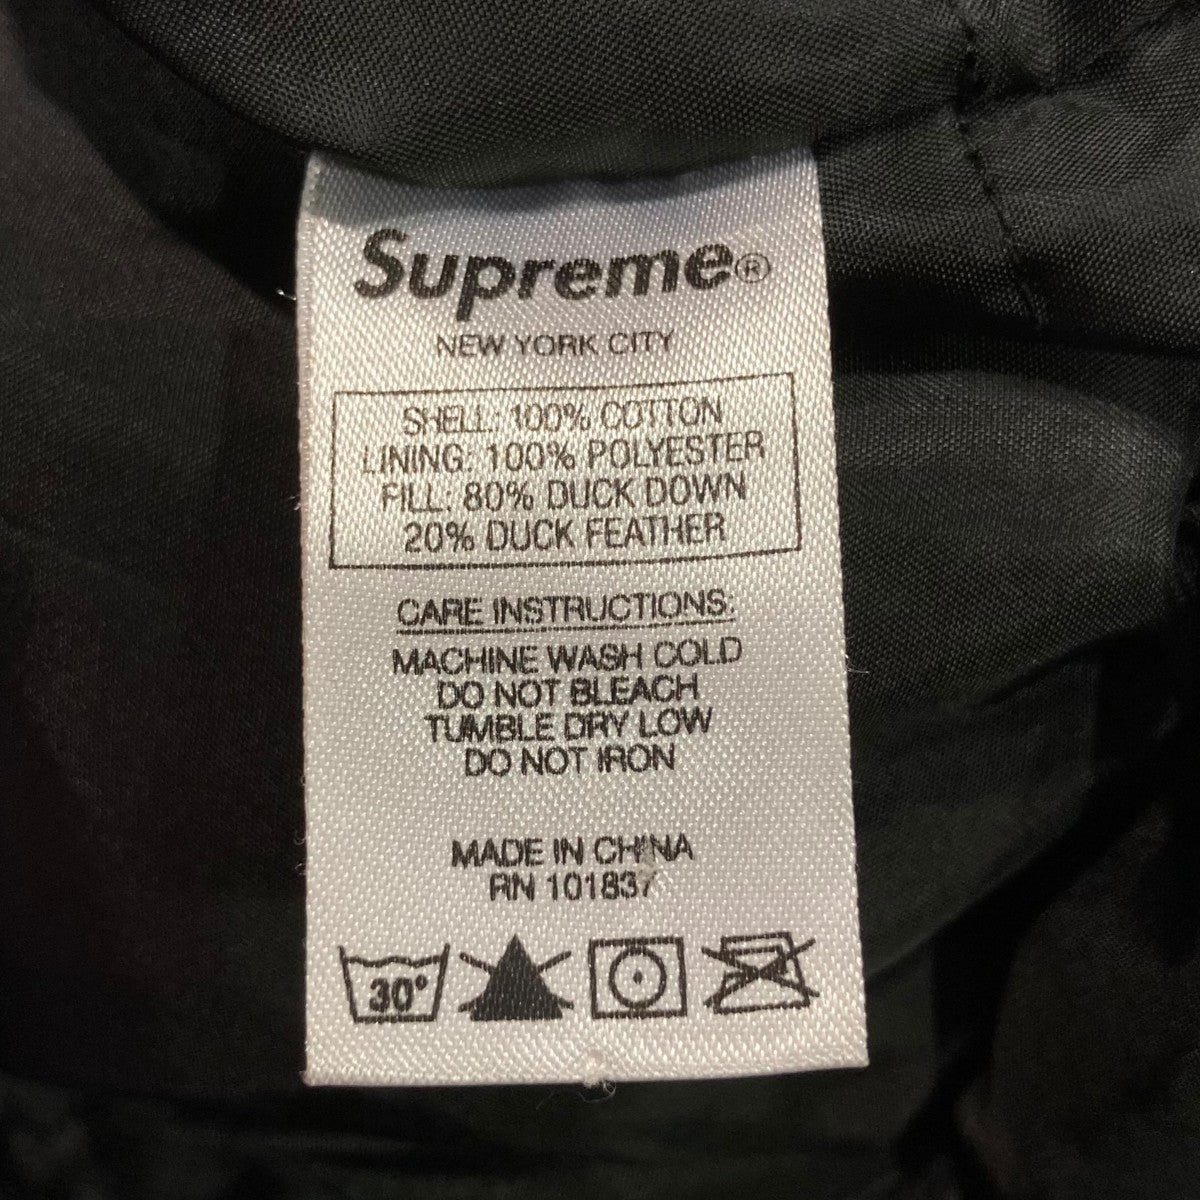 Supreme®
NEW YORK CITY
SHELL: 100% COTTON
LINING: 100% POLYESTER
FILL: 80% DUCK DOWN
20% DUCK FEATHER
CARE INSTRUCTIONS:
MACHINE WASH COLD
DO NOT BLEACH
TUMBLE DRY LOW
DO NOT IRON
MADE IN CHINA
RN 101837
30°